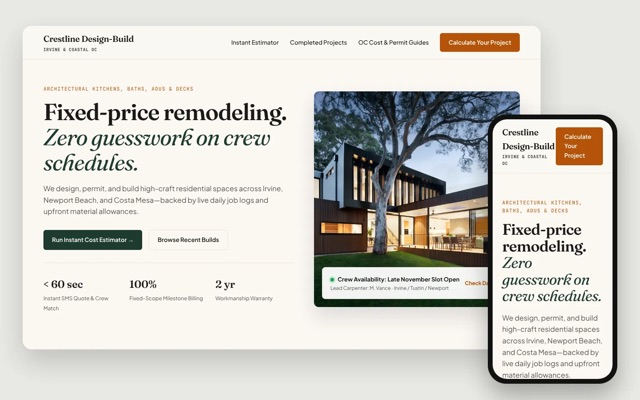 Crestline Design-Build
IRVINE & COASTAL OC
Instant Estimator
Completed Projects
OC Cost & Permit Guides
Calculate Your Project
ARCHITECTURAL KITCHENS, BATHS, ADUS & DECKS
Fixed-price remodeling.
Zero guesswork on crew
schedules.
We design, permit, and build high-craft residential spaces across Irvine,
Newport Beach, and Costa Mesa—backed by live daily job logs and
upfront material allowances.
Run Instant Cost Estimator →
Browse Recent Builds
< 60 sec
Instant SMS Quote & Crew
Match
100%
Fixed-Scope Milestone Billing
2 yr
Workmanship Warranty
Crew Availability: Late November Slot Open
Lead Carpenter: M. Vance · Irvine / Tustin / Newport
Check Da
Crestline
Design-Build
IRVINE & COASTAL
OC
Calculate
Your
Project
ARCHITECTURAL KITCHENS,
BATHS, ADUS & DECKS
Fixed-price
remodeling.
Zero
guesswork on
crew schedules.
We design, permit, and build
high-craft residential spaces
across Irvine, Newport Beach,
and Costa Mesa—backed by
live daily job logs and upfront
material allowances.